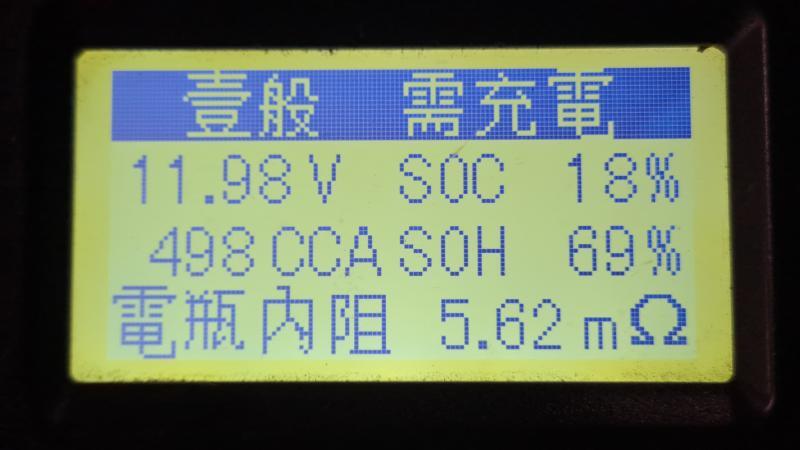 壹般 需充電
11.98V SOC 18%
498CCA SOH 69%
電瓶內阻 5.62mΩ